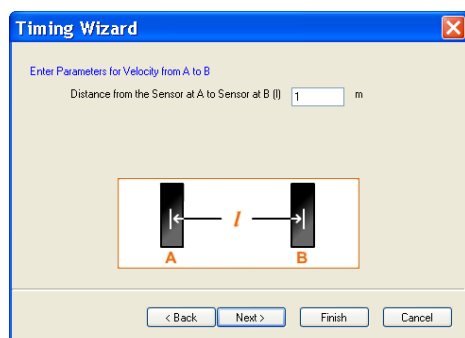 Timing Wizard
Enter Parameters for Velocity from A to B
Distance from the Sensor at A to Sensor at B (l) 1 m
l
A B
< Back Next > Finish Cancel